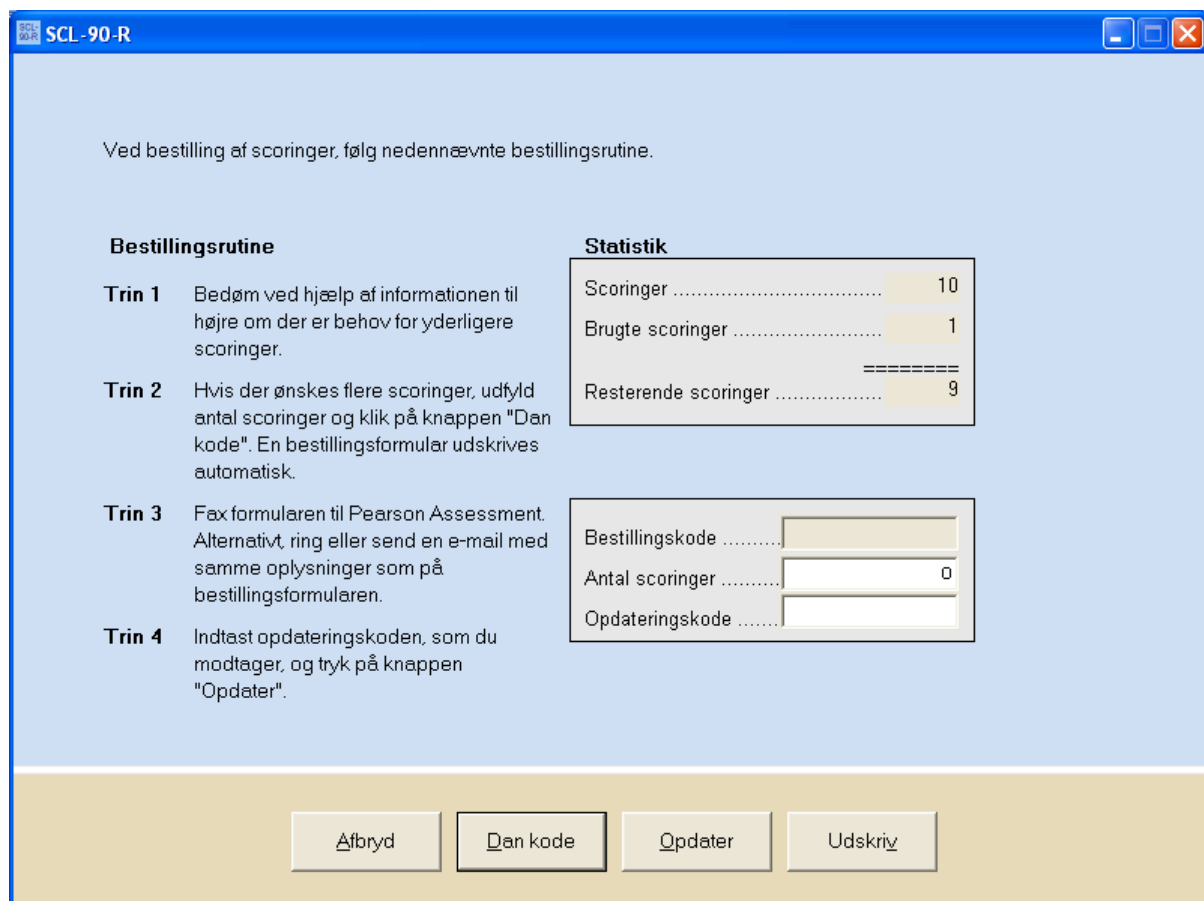 SCL-90-R
SCL-90-R
Ved bestilling af scoringer, følg nedennævnte bestillingsrutine.
Bestillingsrutine
Trin 1 Bedøm ved hjælp af informationen til
højre om der er behov for yderligere
scoringer.
Trin 2 Hvis der ønskes flere scoringer, udfyld
antal scoringer og klik på knappen "Dan
kode". En bestillingsformular udskrives
automatisk.
Trin 3 Fax formularen til Pearson Assessment.
Alternativt, ring eller send en e-mail med
samme oplysninger som på
bestillingsformularen.
Trin 4 Indtast opdateringskoden, som du
modtager, og tryk på knappen
"Opdater".
Statistik
Scoringer ................................... 10
Brugte scoringer ......................... 1
========
Resterende scoringer .................. 9
Bestillingskode ..........
Antal scoringer .......... 0
Opdateringskode .......
Afbryd Dan kode Opdater Udskriv